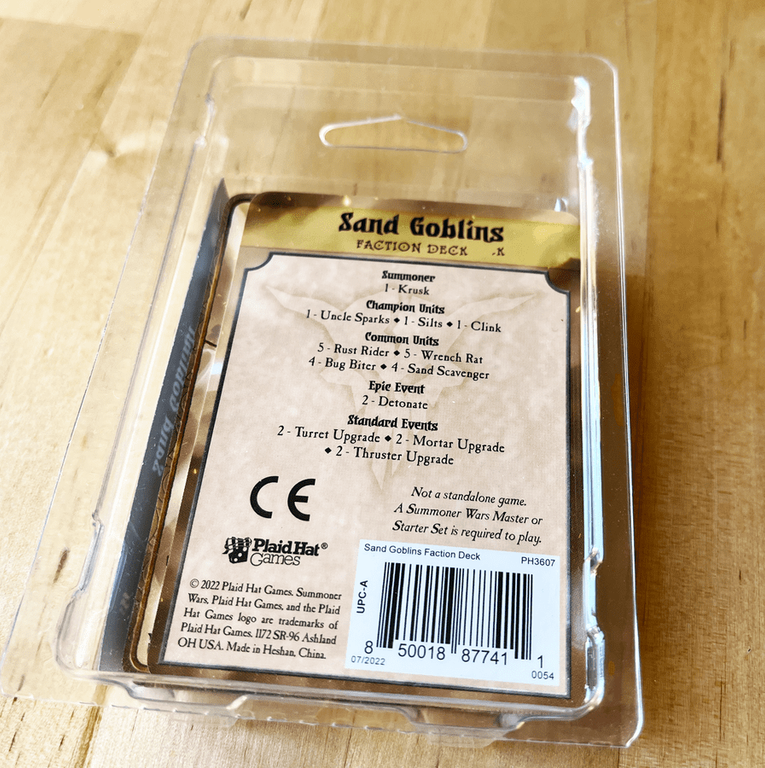 Sand Goblins
FACTION DECK .K
Summoner
1 - Krusk
Champion Units
1 - Uncle Sparks ◆ 1 - Silts ◆ 1 - Clink
Common Units
5 - Rust Rider ◆ 5 - Wrench Rat
4 - Bug Biter ◆ 4 - Sand Scavenger
Epic Event
2 - Detonate
Standard Events
2 - Turret Upgrade ◆ 2 - Mortar Upgrade
◆ 2 - Thruster Upgrade
CE
Not a standalone game.
A Summoner Wars Master or
Starter Set is required to play.
Plaid Hat®
Games
© 2022 Plaid Hat Games. Summoner
Wars, Plaid Hat Games, and the Plaid
Hat Games logo are trademarks of
Plaid Hat Games. 1172 SR-96 Ashland
OH USA. Made in Heshan, China.
Sand Goblins Faction Deck
PH3607
UPC-A
8 50018 87741 1
07/2022
0054
Sand Goblins